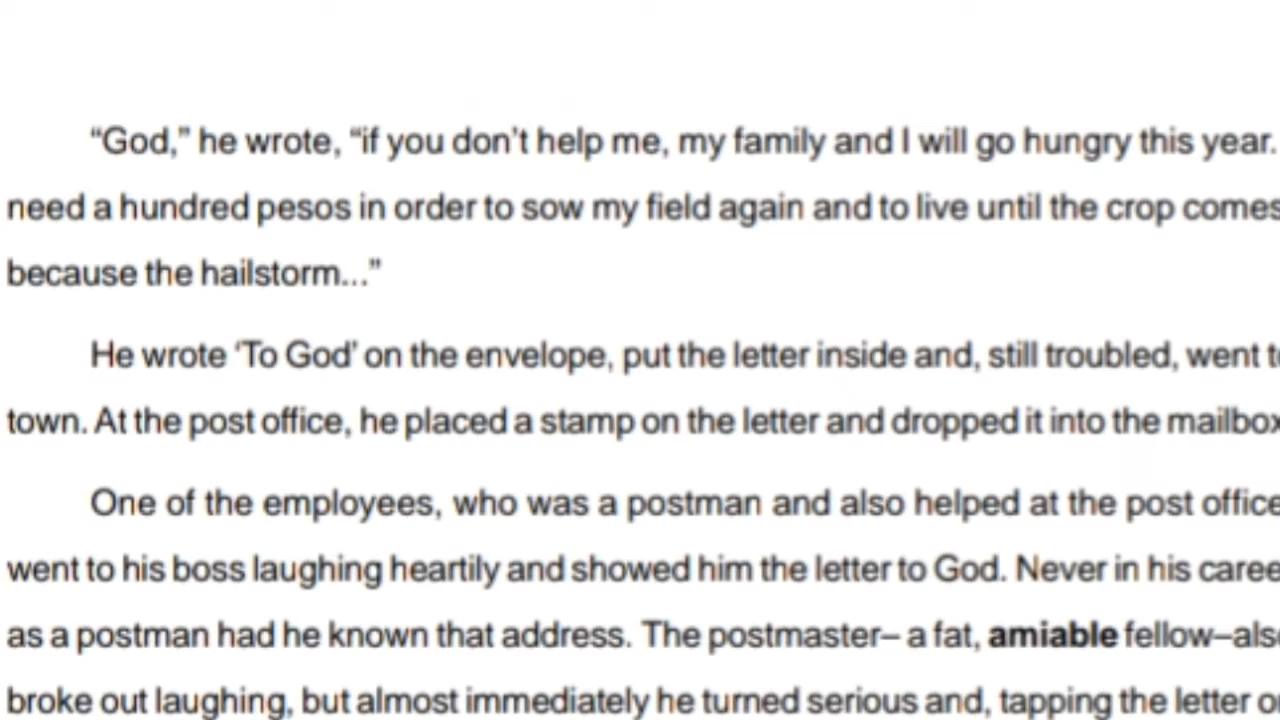 “God,” he wrote, “if you don’t help me, my family and I will go hungry this year.
need a hundred pesos in order to sow my field again and to live until the crop comes
because the hailstorm...”
He wrote ‘To God’ on the envelope, put the letter inside and, still troubled, went to
town. At the post office, he placed a stamp on the letter and dropped it into the mailbox
One of the employees, who was a postman and also helped at the post office
went to his boss laughing heartily and showed him the letter to God. Never in his caree
as a postman had he known that address. The postmaster– a fat, amiable fellow–also
broke out laughing, but almost immediately he turned serious and, tapping the letter o